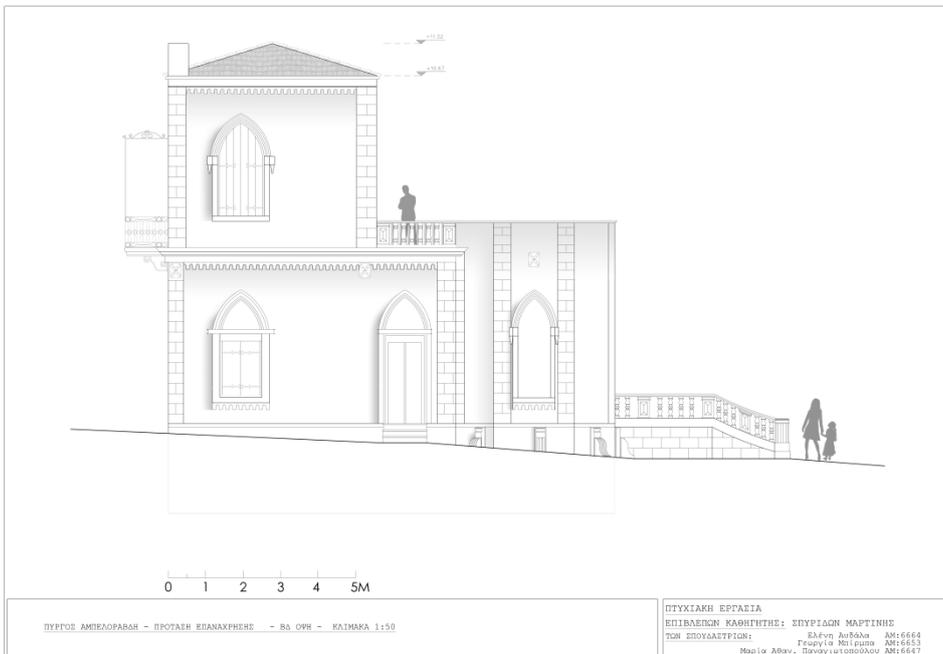 +11.52
+10.67
0 1 2 3 4 5M
ΠΥΡΓΟΣ ΑΜΠΕΛΟΡΑΒΔΗ - ΠΡΟΤΑΣΗ ΕΠΑΝΑΧΡΗΣΗΣ - ΒΔ ΟΨΗ - ΚΛΙΜΑΚΑ 1:50
ΠΤΥΧΙΑΚΗ ΕΡΓΑΣΙΑ
ΕΠΙΒΛΕΠΩΝ ΚΑΘΗΓΗΤΗΣ: ΣΠΥΡΙΔΩΝ ΜΑΡΤΙΝΗΣ
ΤΩΝ ΣΠΟΥΔΑΣΤΡΙΩΝ: Ελένη Αυδάλα ΑΜ:6664
Γεωργία Μπίρμπα ΑΜ:6653
Μαρία Αθαν. Παναγιωτοπούλου ΑΜ:6647